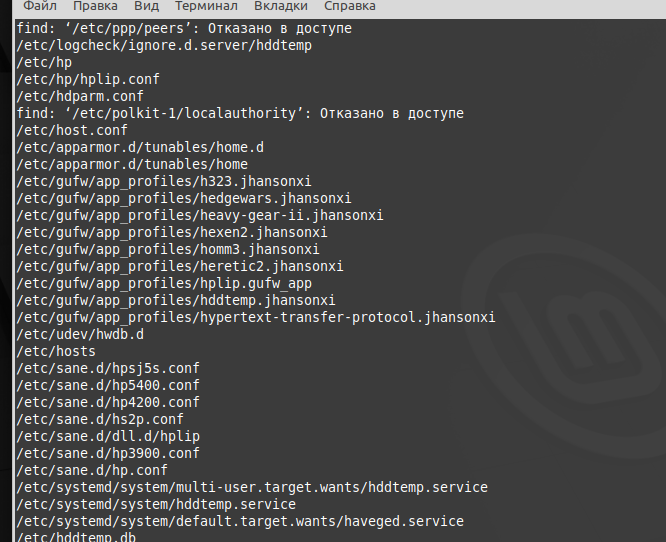 Файл Правка Вид Терминал Вкладки Справка
find: ‘/etc/ppp/peers’: Отказано в доступе
/etc/logcheck/ignore.d.server/hddtemp
/etc/hp
/etc/hp/hplip.conf
/etc/hdparm.conf
find: ‘/etc/polkit-1/localauthority’: Отказано в доступе
/etc/host.conf
/etc/apparmor.d/tunables/home.d
/etc/apparmor.d/tunables/home
/etc/gufw/app_profiles/h323.jhansonxi
/etc/gufw/app_profiles/hedgewars.jhansonxi
/etc/gufw/app_profiles/heavy-gear-ii.jhansonxi
/etc/gufw/app_profiles/hexen2.jhansonxi
/etc/gufw/app_profiles/homm3.jhansonxi
/etc/gufw/app_profiles/heretic2.jhansonxi
/etc/gufw/app_profiles/hplip.gufw_app
/etc/gufw/app_profiles/hddtemp.jhansonxi
/etc/gufw/app_profiles/hypertext-transfer-protocol.jhansonxi
/etc/udev/hwdb.d
/etc/hosts
/etc/sane.d/hpsj5s.conf
/etc/sane.d/hp5400.conf
/etc/sane.d/hp4200.conf
/etc/sane.d/hs2p.conf
/etc/sane.d/dll.d/hplip
/etc/sane.d/hp3900.conf
/etc/sane.d/hp.conf
/etc/systemd/system/multi-user.target.wants/hddtemp.service
/etc/systemd/system/hddtemp.service
/etc/systemd/system/default.target.wants/haveged.service
/etc/hddtemp.db